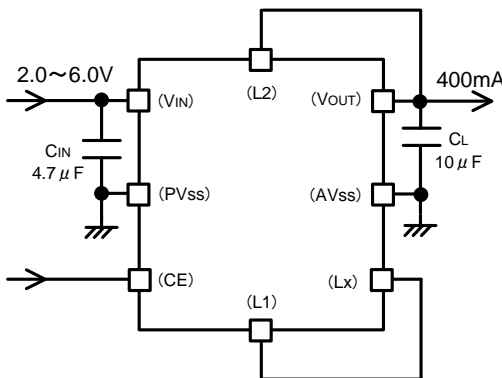 2.0～6.0V
(VIN)
CIN
4.7μF
(PVss)
(CE)
(L2)
(L1)
(VOUT)
400mA
CL
10μF
(AVss)
(Lx)